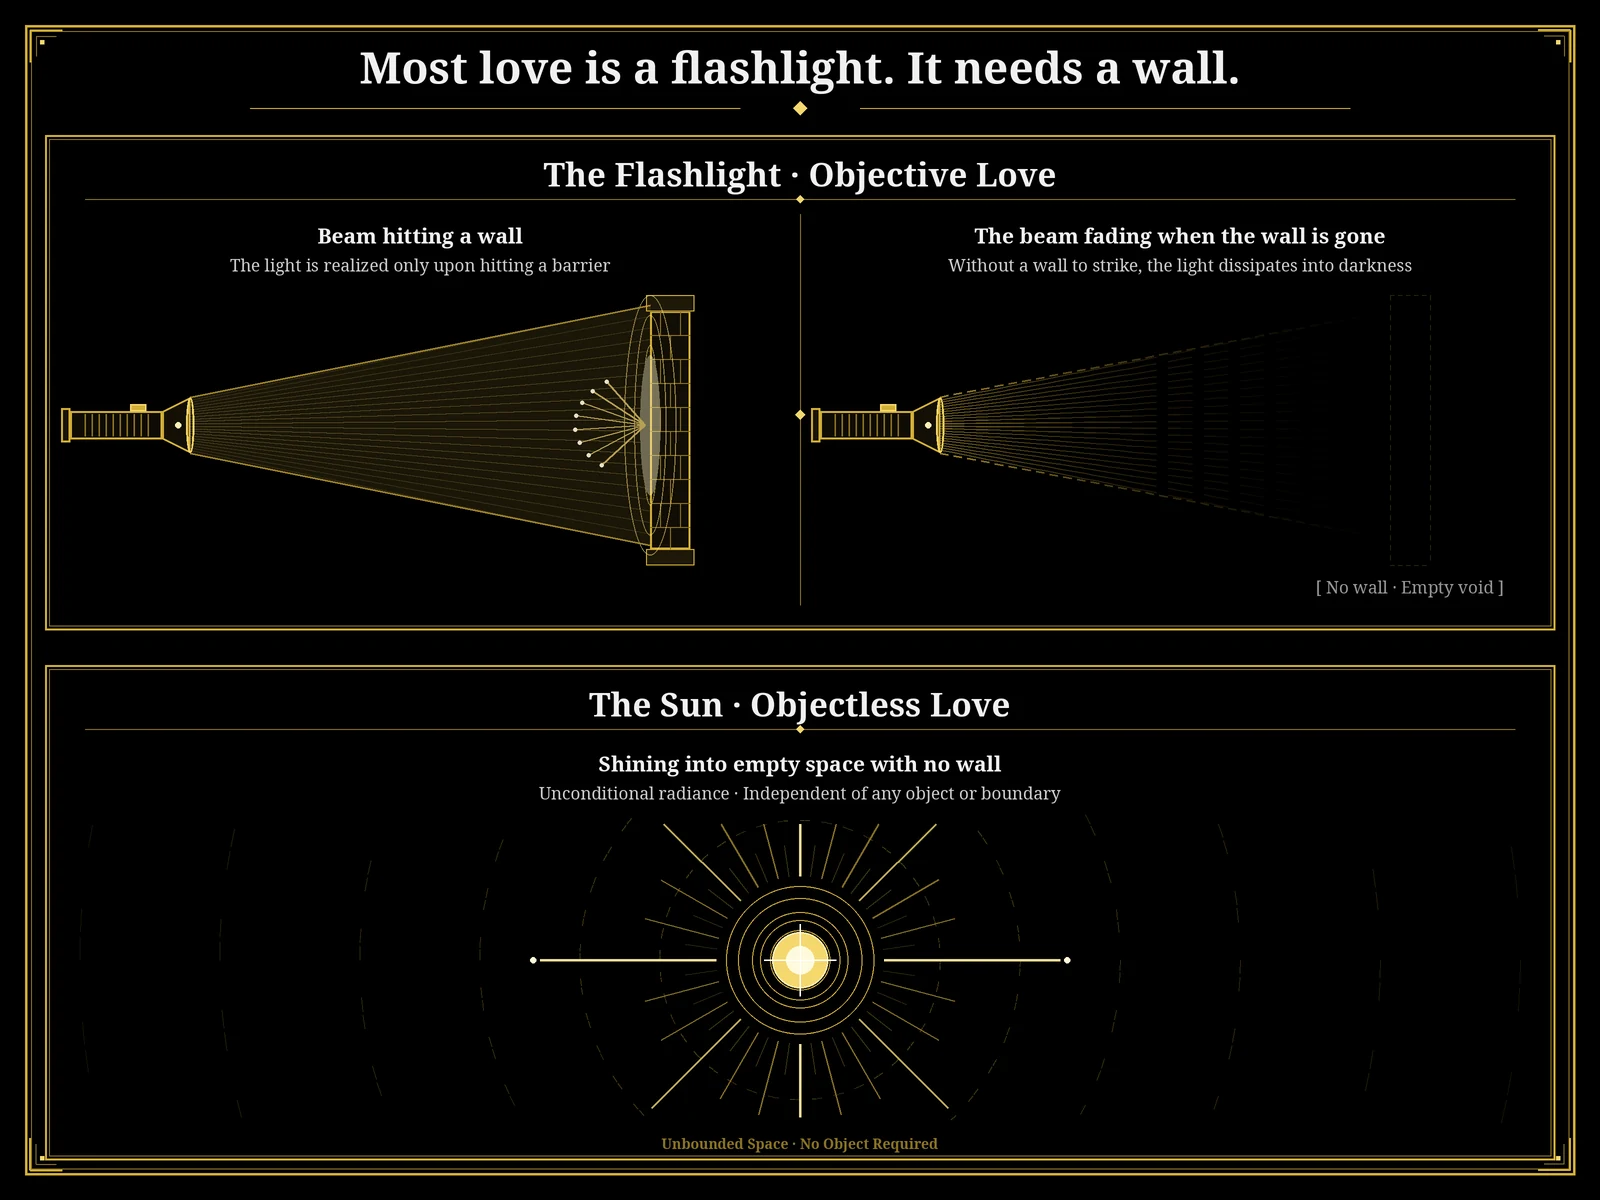 Most love is a flashlight. It needs a wall.
The Flashlight · Objective Love
Beam hitting a wall
The light is realized only upon hitting a barrier
The beam fading when the wall is gone
Without a wall to strike, the light dissipates into darkness
[ No wall · Empty void ]
The Sun · Objectless Love
Shining into empty space with no wall
Unconditional radiance · Independent of any object or boundary
Unbounded Space · No Object Required